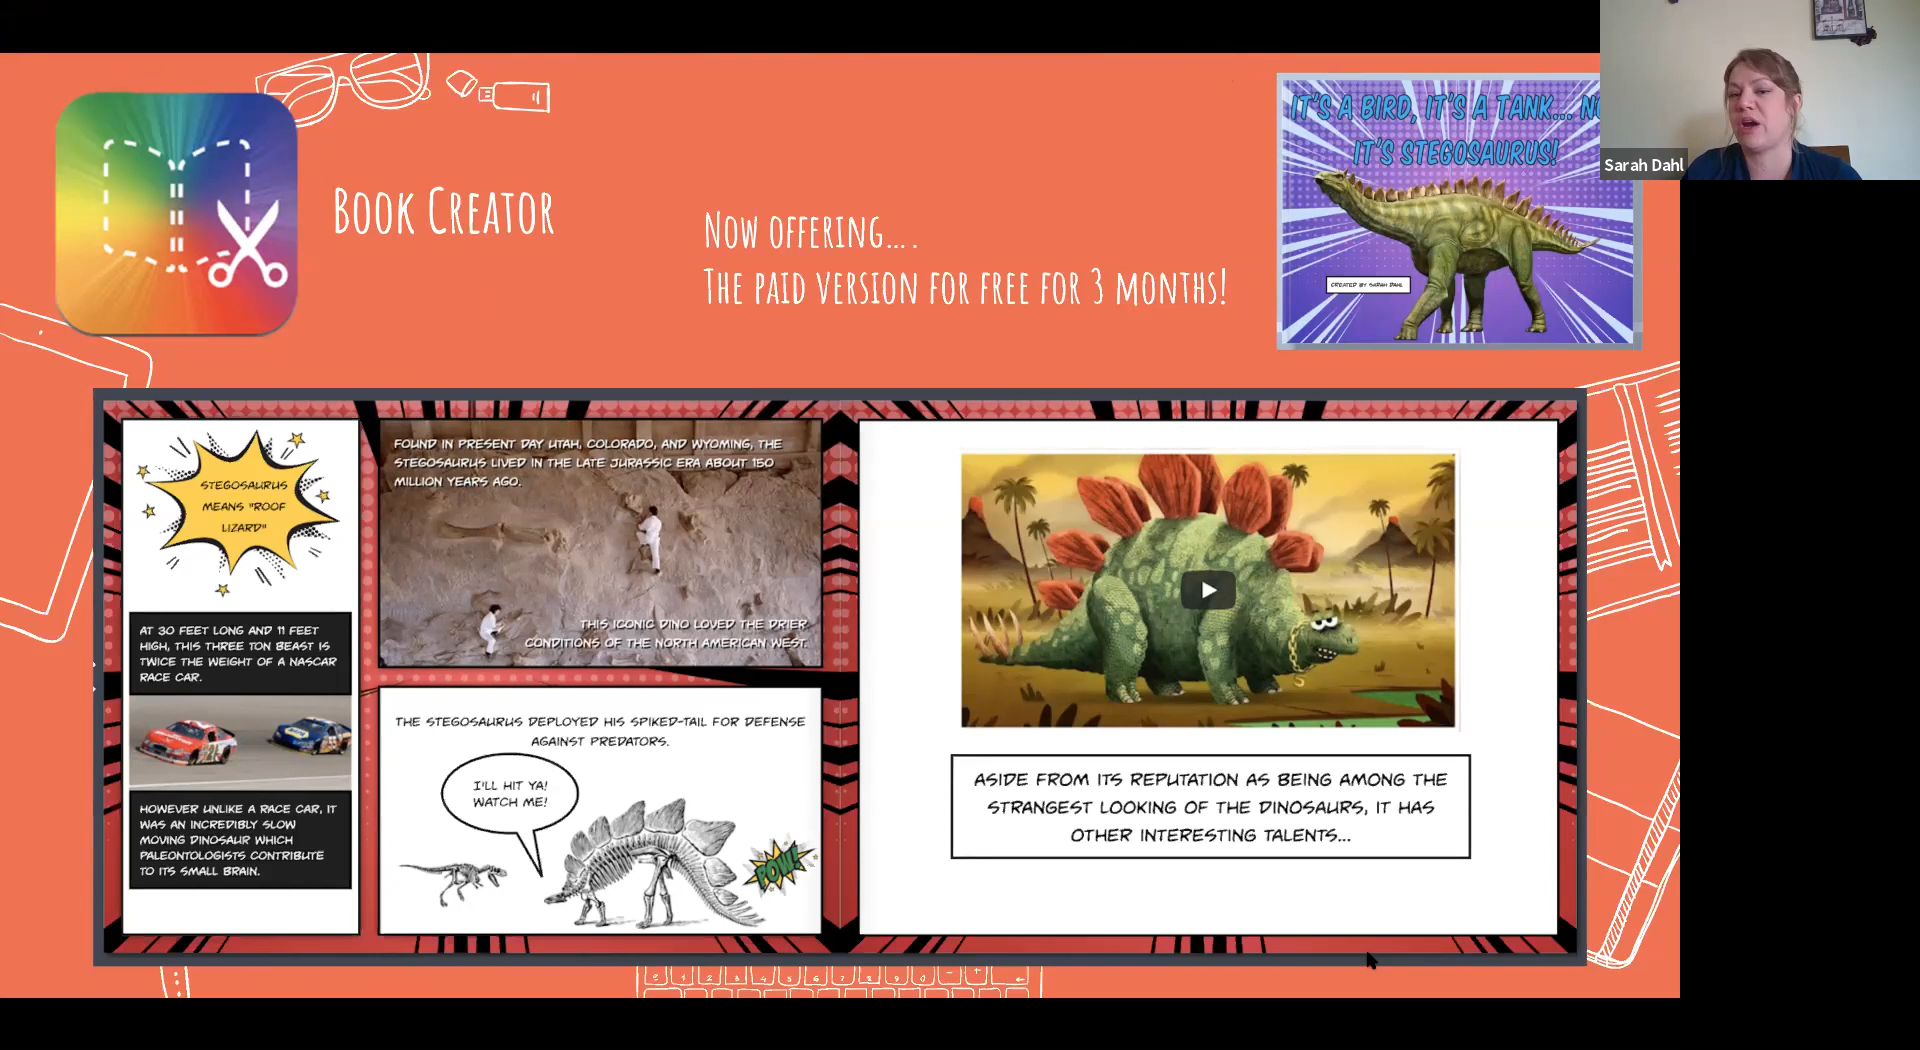 Book Creator
Now offering....
The paid version for free for 3 months!
IT'S A BIRD, IT'S A TANK... NO
IT'S STEGOSAURUS!
CREATED BY SARAH DAHL
Sarah Dahl
STEGOSAURUS
MEANS "ROOF
LIZARD"
AT 30 FEET LONG AND 11 FEET
HIGH, THIS THREE TON BEAST IS
TWICE THE WEIGHT OF A NASCAR
RACE CAR.
HOWEVER UNLIKE A RACE CAR, IT
WAS AN INCREDIBLY SLOW
MOVING DINOSAUR WHICH
PALEONTOLOGISTS CONTRIBUTE
TO ITS SMALL BRAIN.
FOUND IN PRESENT DAY UTAH, COLORADO, AND WYOMING, THE
STEGOSAURUS LIVED IN THE LATE JURASSIC ERA ABOUT 150
MILLION YEARS AGO.
THIS ICONIC DINO LOVED THE DRIER
CONDITIONS OF THE NORTH AMERICAN WEST.
THE STEGOSAURUS DEPLOYED HIS SPIKED-TAIL FOR DEFENSE
AGAINST PREDATORS.
I'LL HIT YA!
WATCH ME!
POW!
ASIDE FROM ITS REPUTATION AS BEING AMONG THE
STRANGEST LOOKING OF THE DINOSAURS, IT HAS
OTHER INTERESTING TALENTS...